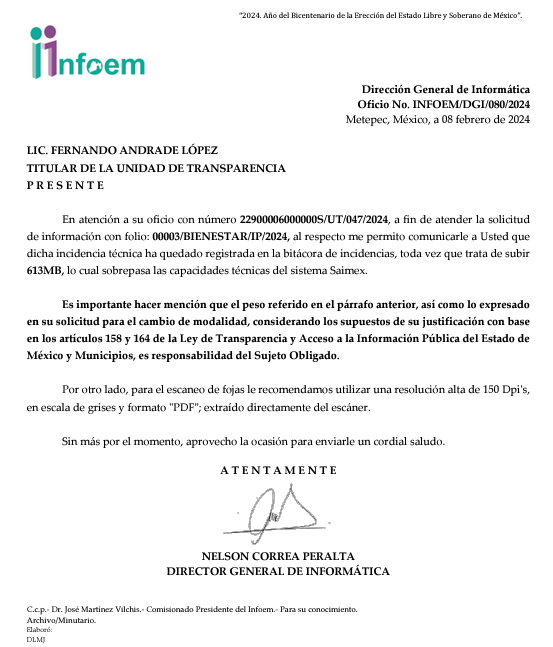 "2024. Año del Bicentenario de la Erección del Estado Libre y Soberano de México".
infoem
Dirección General de Informática
Oficio No. INFOEM/DGI/080/2024
Metepec, México, a 08 febrero de 2024
LIC. FERNANDO ANDRADE LÓPEZ
TITULAR DE LA UNIDAD DE TRANSPARENCIA
P R E S E N T E
En atención a su oficio con número 22900006000000S/UT/047/2024, a fin de atender la solicitud
de información con folio: 00003/BIENESTAR/IP/2024, al respecto me permito comunicarle a Usted que
dicha incidencia técnica ha quedado registrada en la bitácora de incidencias, toda vez que trata de subir
613MB, lo cual sobrepasa las capacidades técnicas del sistema Saimex.
Es importante hacer mención que el peso referido en el párrafo anterior, así como lo expresado
en su solicitud para el cambio de modalidad, considerando los supuestos de su justificación con base
en los artículos 158 y 164 de la Ley de Transparencia y Acceso a la Información Pública del Estado de
México y Municipios, es responsabilidad del Sujeto Obligado.
Por otro lado, para el escaneo de fojas le recomendamos utilizar una resolución alta de 150 Dpi's,
en escala de grises y formato "PDF"; extraído directamente del escáner.
Sin más por el momento, aprovecho la ocasión para enviarle un cordial saludo.
A T E N T A M E N T E
NELSON CORREA PERALTA
DIRECTOR GENERAL DE INFORMÁTICA
C.c.p.- Dr. José Martínez Vilchis.- Comisionado Presidente del Infoem.- Para su conocimiento.
Archivo/Minutario.
Elaboró:
DLMJ